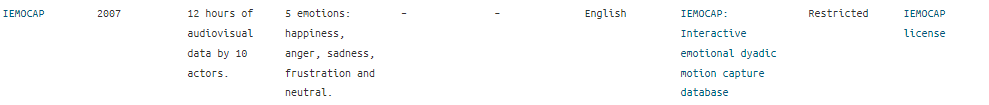 IEMOCAP 2007 12 hours of 5 emotions: – – English IEMOCAP: Restricted IEMOCAP
audiovisual happiness, Interactive license
data by 10 anger, sadness, emotional dyadic
actors. frustration and motion capture
neutral. database